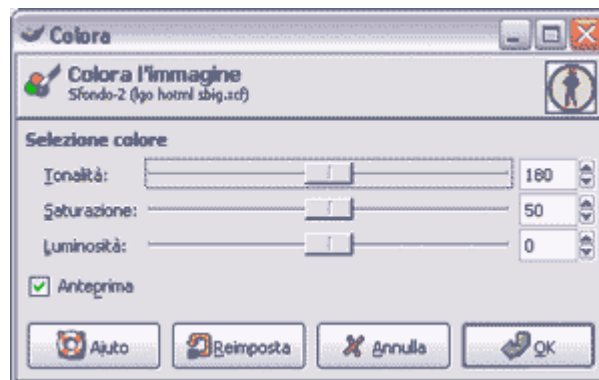 Colora
Colora l'immagine
Sfondo-2 (lgo hotml sbig.xcf)
Selezione colore
Tonalità: 180
Saturazione: 50
Luminosità: 0
Anteprima
Aiuto Reimposta Annulla OK